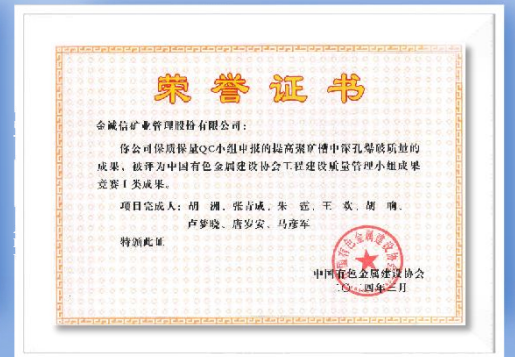 荣誉证书
金诚信矿业管理股份有限公司：
你公司保质保量QC小组申报的提高聚矿槽中深孔爆破质量的
成果，被评为中国有色金属建设协会工程建设质量管理小组成果
竞赛Ⅰ类成果。
项目完成人：胡 洲、张吉成、朱 、王 欢、胡 响、
卢梦晓、唐岁安、马彦军
特颁此证
中国有色金属建设协会
二〇二四年三月